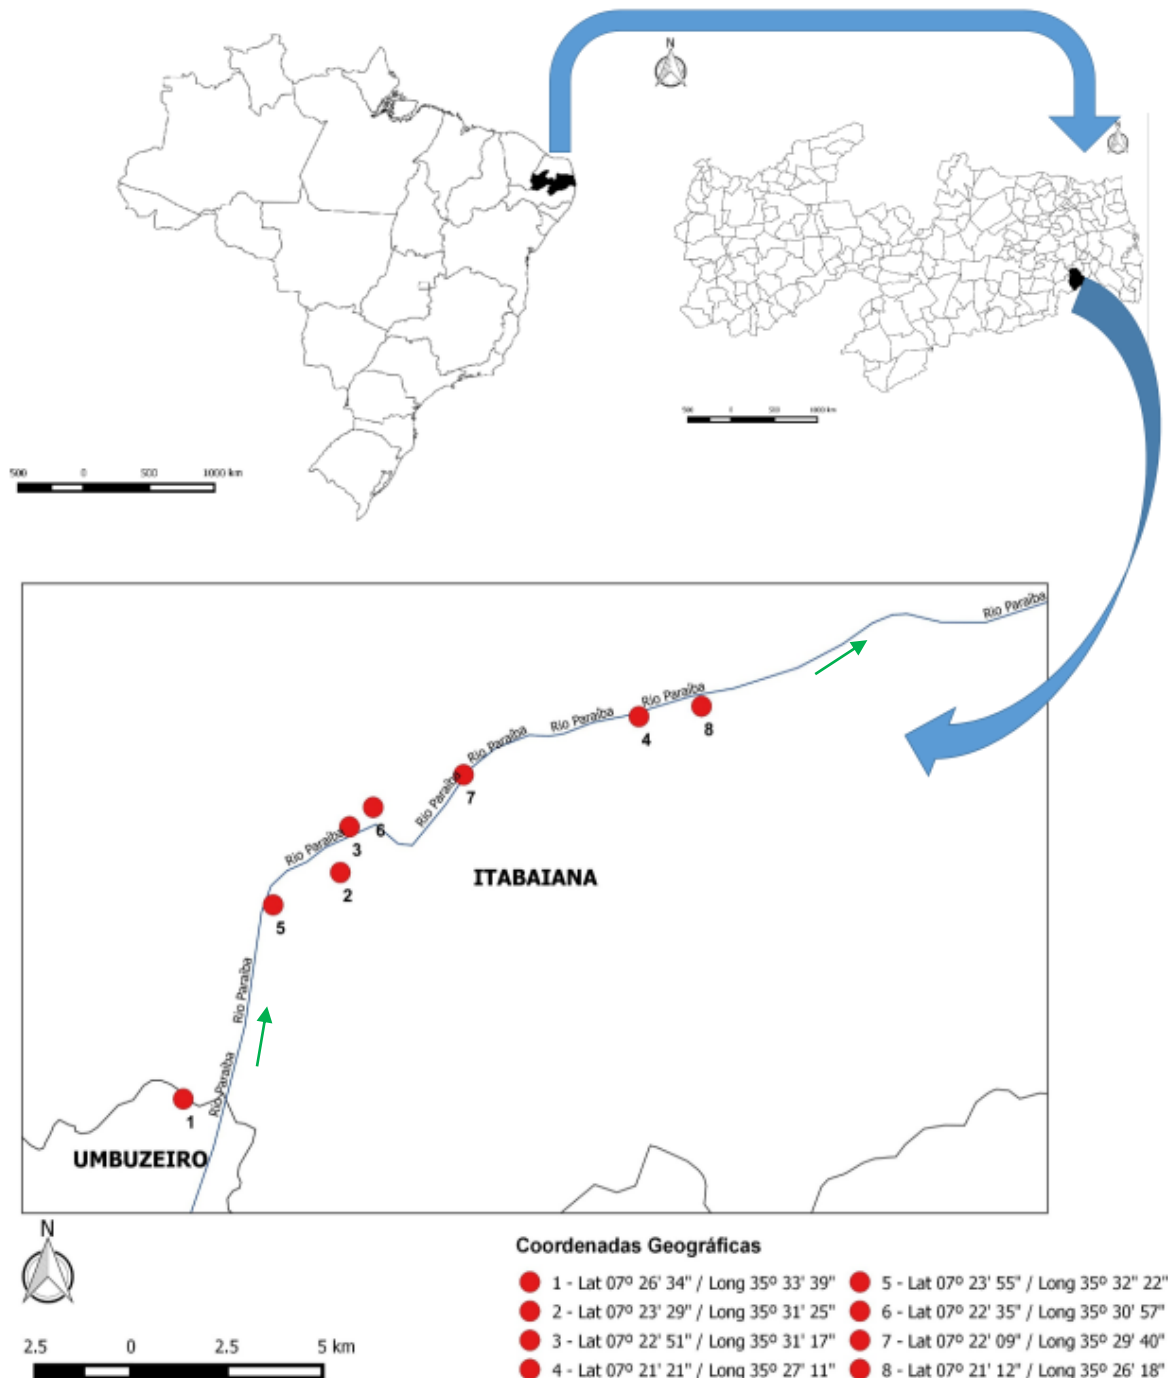 N
N
500 0 500 1000 km
500 0 500 1000 km
Rio Paraíba
Rio Paraíba
Rio Paraíba
4
8
Rio Paraíba
Rio Paraíba
7
6
Rio Paraíba
3
ITABAIANA
2
5
Rio Paraíba
Rio Paraíba
1
UMBUZEIRO
N
2.5 0 2.5 5 km
Coordenadas Geográficas
1 - Lat 07º 26' 34" / Long 35º 33' 39"
2 - Lat 07º 23' 29" / Long 35º 31' 25"
3 - Lat 07º 22' 51" / Long 35º 31' 17"
4 - Lat 07º 21' 21" / Long 35º 27' 11"
5 - Lat 07º 23' 55" / Long 35º 32' 22"
6 - Lat 07º 22' 35" / Long 35º 30' 57"
7 - Lat 07º 22' 09" / Long 35º 29' 40"
8 - Lat 07º 21' 12" / Long 35º 26' 18"